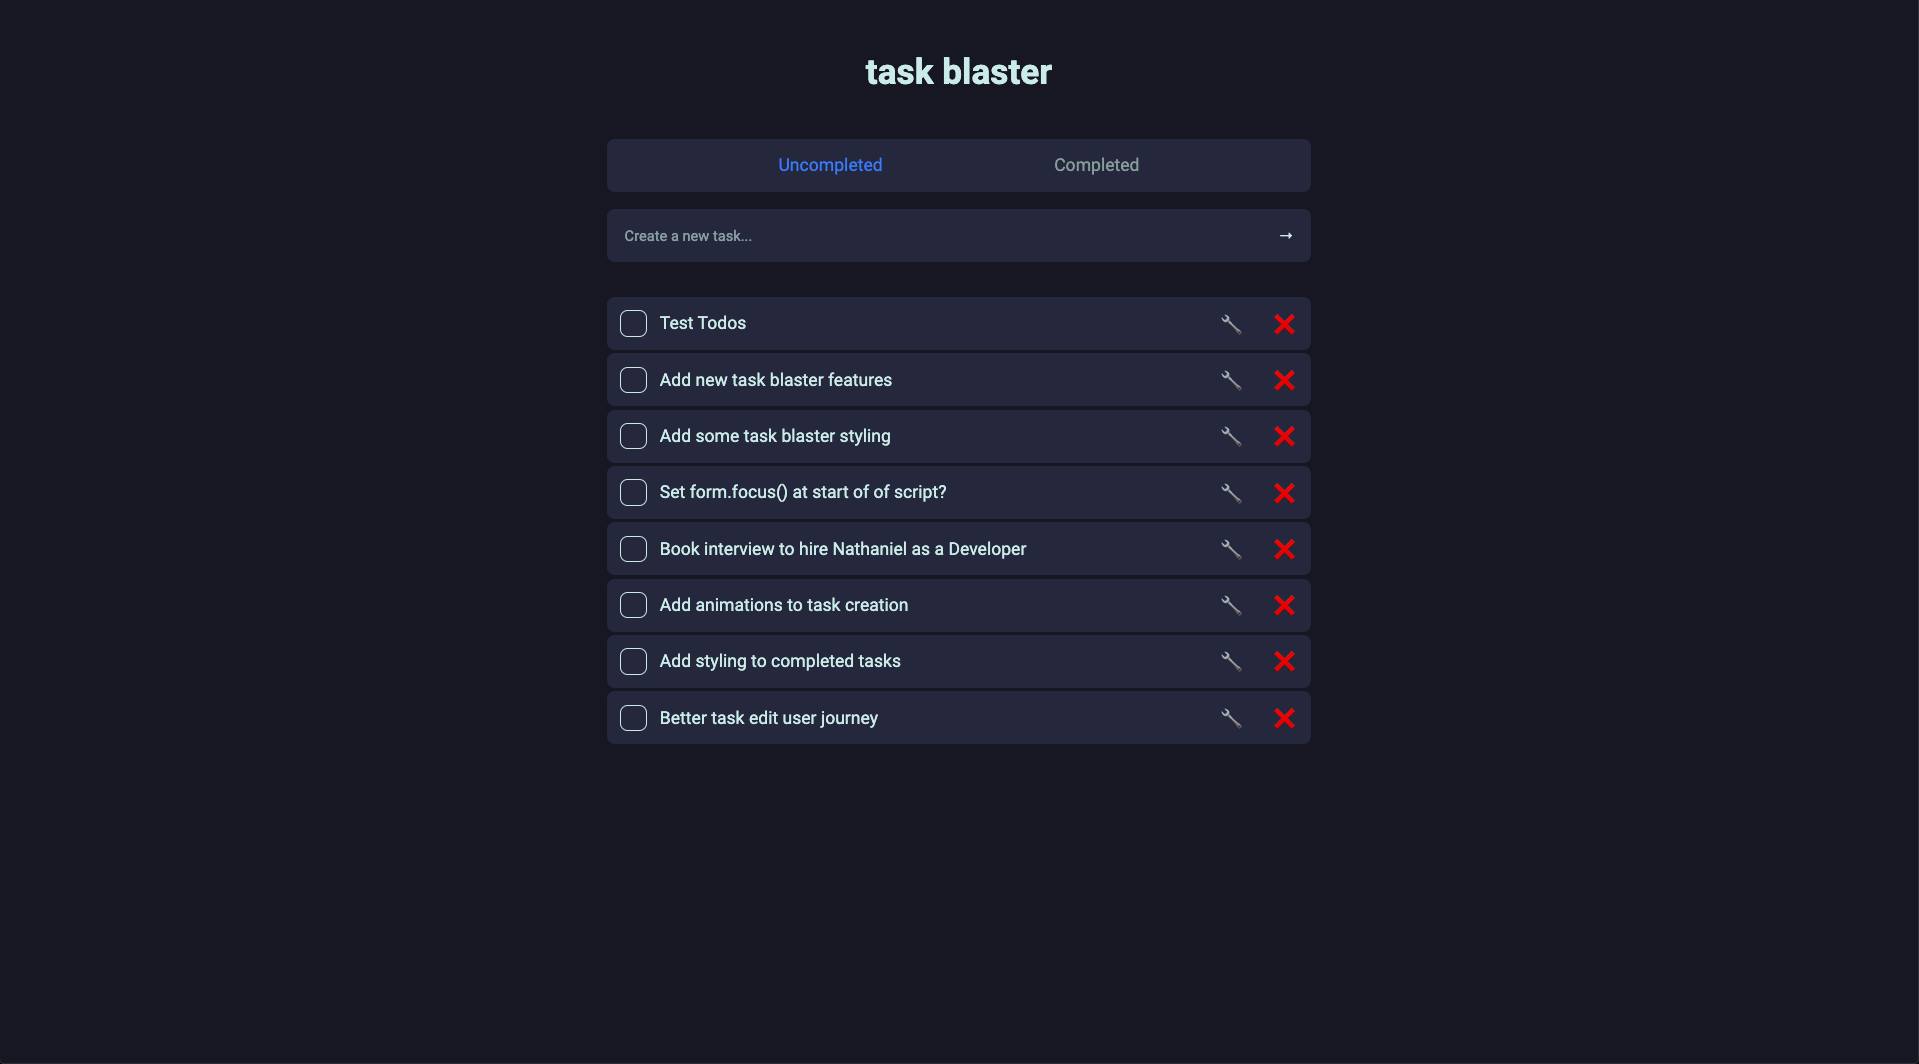 task blaster
Uncompleted Completed
Create a new task... →
Test Todos
Add new task blaster features
Add some task blaster styling
Set form.focus() at start of of script?
Book interview to hire Nathaniel as a Developer
Add animations to task creation
Add styling to completed tasks
Better task edit user journey